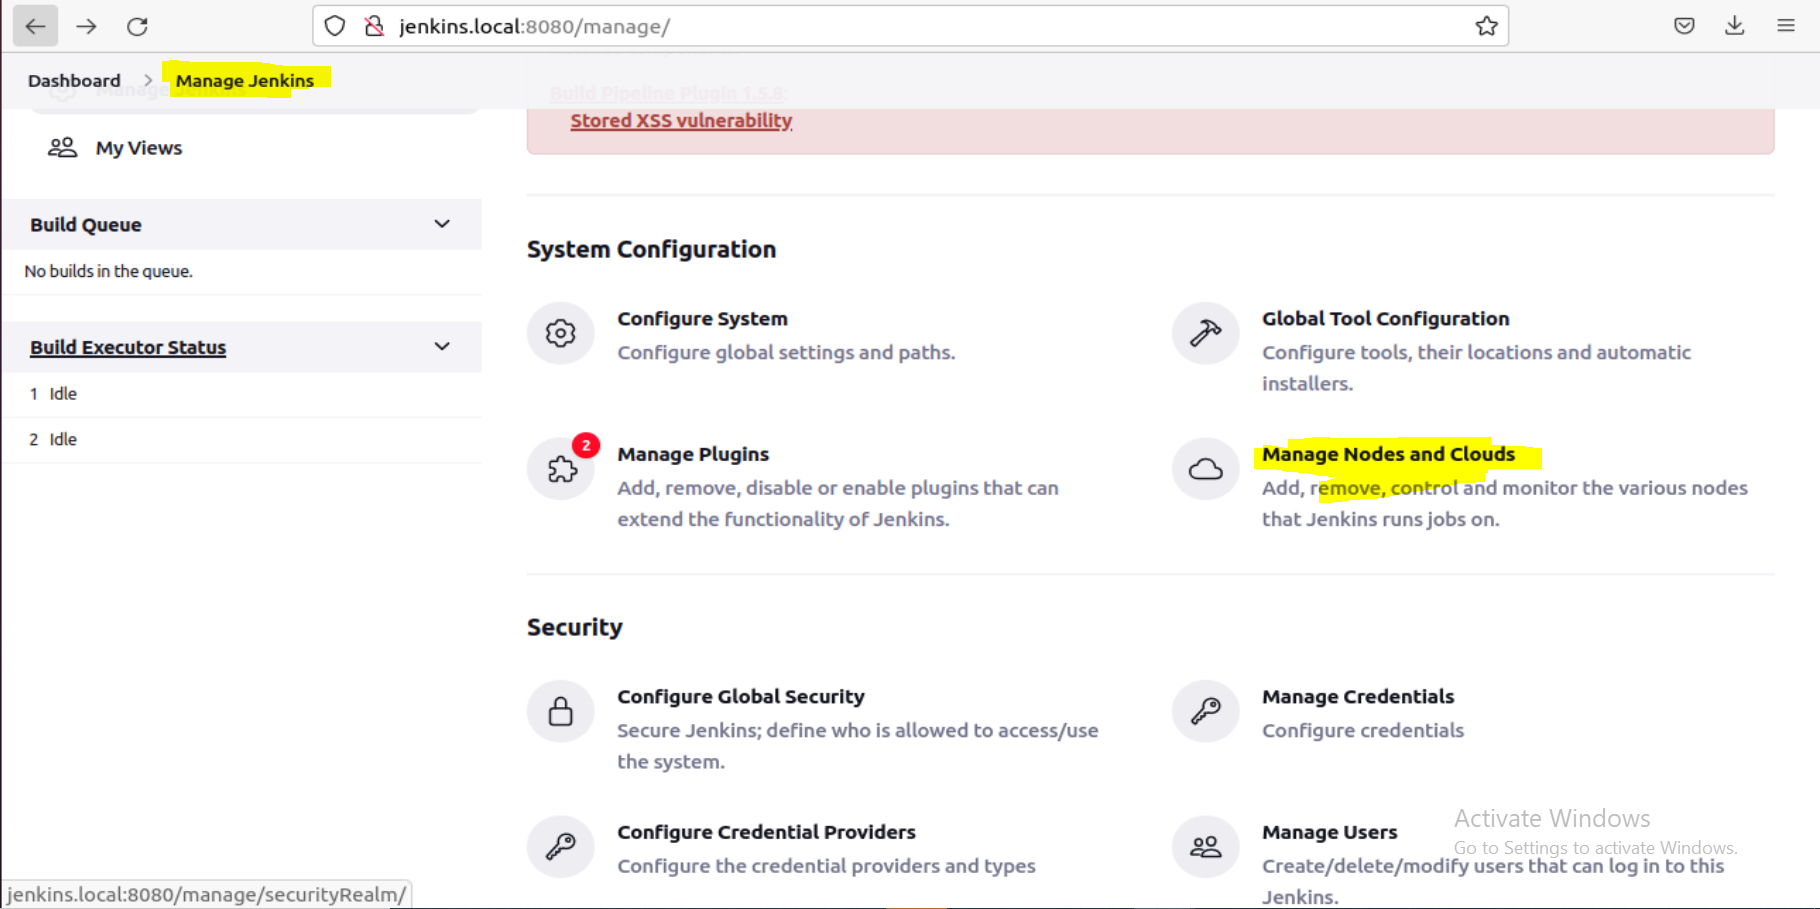 jenkins.local:8080/manage/
Dashboard > Manage Jenkins
Manage Jenkins
Build Pipeline Plugin 1.5.8:
Stored XSS vulnerability
My Views
Build Queue
No builds in the queue.
Build Executor Status
1 Idle
2 Idle
System Configuration
Configure System
Configure global settings and paths.
Global Tool Configuration
Configure tools, their locations and automatic
installers.
2
Manage Plugins
Add, remove, disable or enable plugins that can
extend the functionality of Jenkins.
Manage Nodes and Clouds
Add, remove, control and monitor the various nodes
that Jenkins runs jobs on.
Security
Configure Global Security
Secure Jenkins; define who is allowed to access/use
the system.
Manage Credentials
Configure credentials
Configure Credential Providers
Configure the credential providers and types
Manage Users
Create/delete/modify users that can log in to this
Jenkins.
Activate Windows
Go to Settings to activate Windows.
jenkins.local:8080/manage/securityRealm/